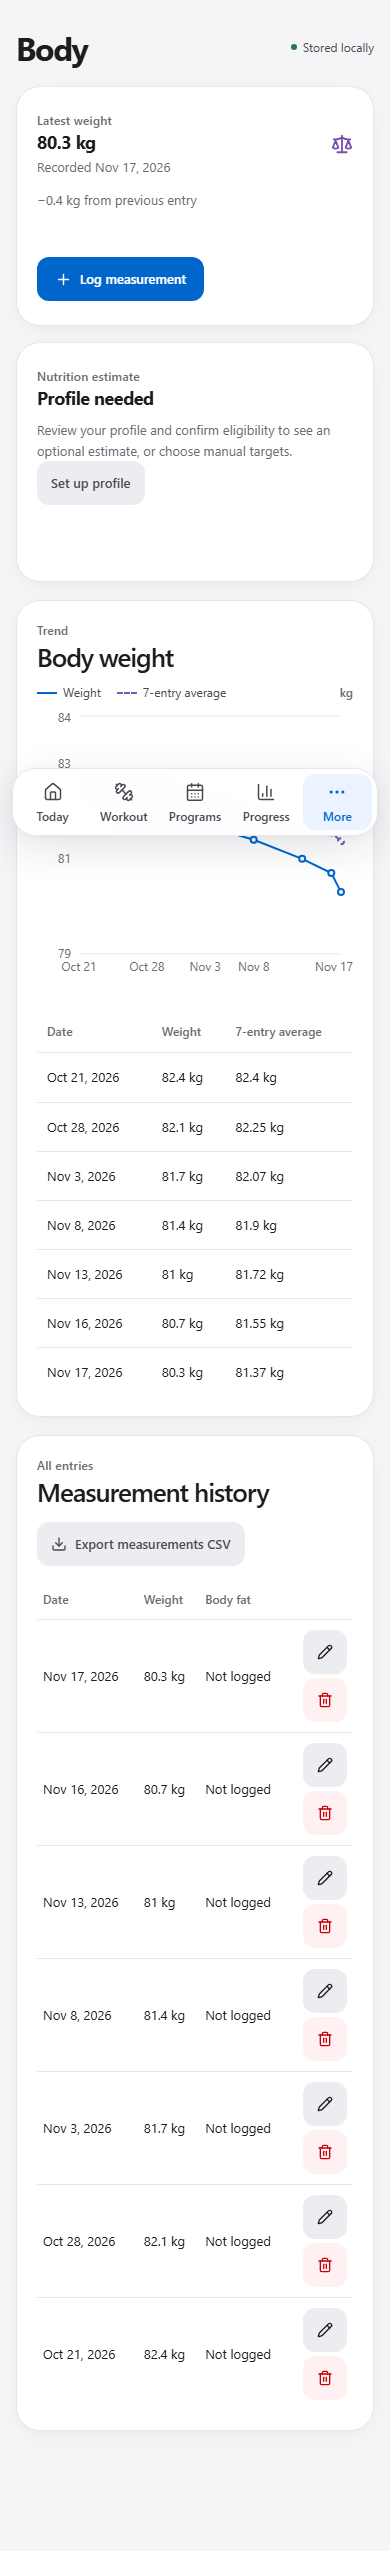 Body
Stored locally
Latest weight
80.3 kg
Recorded Nov 17, 2026
−0.4 kg from previous entry
Log measurement
Nutrition estimate
Profile needed
Review your profile and confirm eligibility to see an
optional estimate, or choose manual targets.
Set up profile
Trend
Body weight
Weight 7-entry average kg
84
83
Today Workout Programs Progress More
81
79
Oct 21 Oct 28 Nov 3 Nov 8 Nov 17
Date Weight 7-entry average
Oct 21, 2026 82.4 kg 82.4 kg
Oct 28, 2026 82.1 kg 82.25 kg
Nov 3, 2026 81.7 kg 82.07 kg
Nov 8, 2026 81.4 kg 81.9 kg
Nov 13, 2026 81 kg 81.72 kg
Nov 16, 2026 80.7 kg 81.55 kg
Nov 17, 2026 80.3 kg 81.37 kg
All entries
Measurement history
Export measurements CSV
Date Weight Body fat
Nov 17, 2026 80.3 kg Not logged
Nov 16, 2026 80.7 kg Not logged
Nov 13, 2026 81 kg Not logged
Nov 8, 2026 81.4 kg Not logged
Nov 3, 2026 81.7 kg Not logged
Oct 28, 2026 82.1 kg Not logged
Oct 21, 2026 82.4 kg Not logged